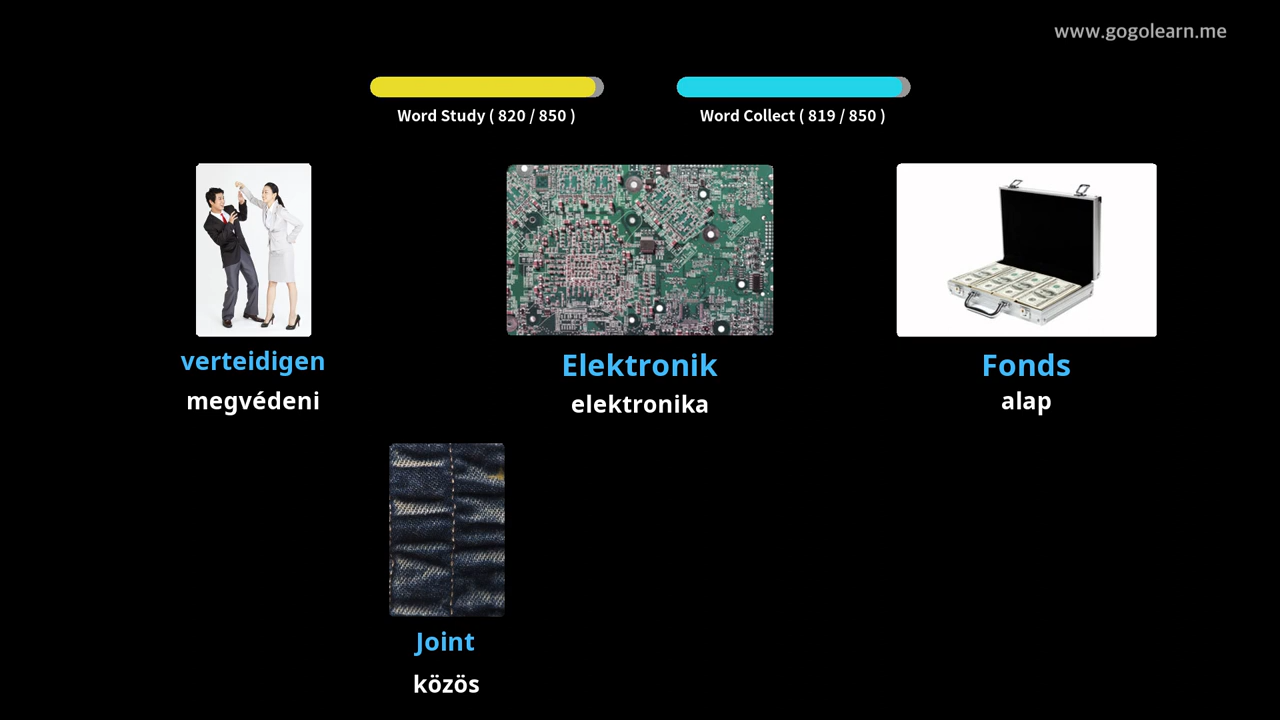 www.gogolearn.me
Word Study ( 820 / 850 )
Word Collect ( 819 / 850 )
verteidigen
megvédeni
Elektronik
elektronika
Fonds
alap
Joint
közös